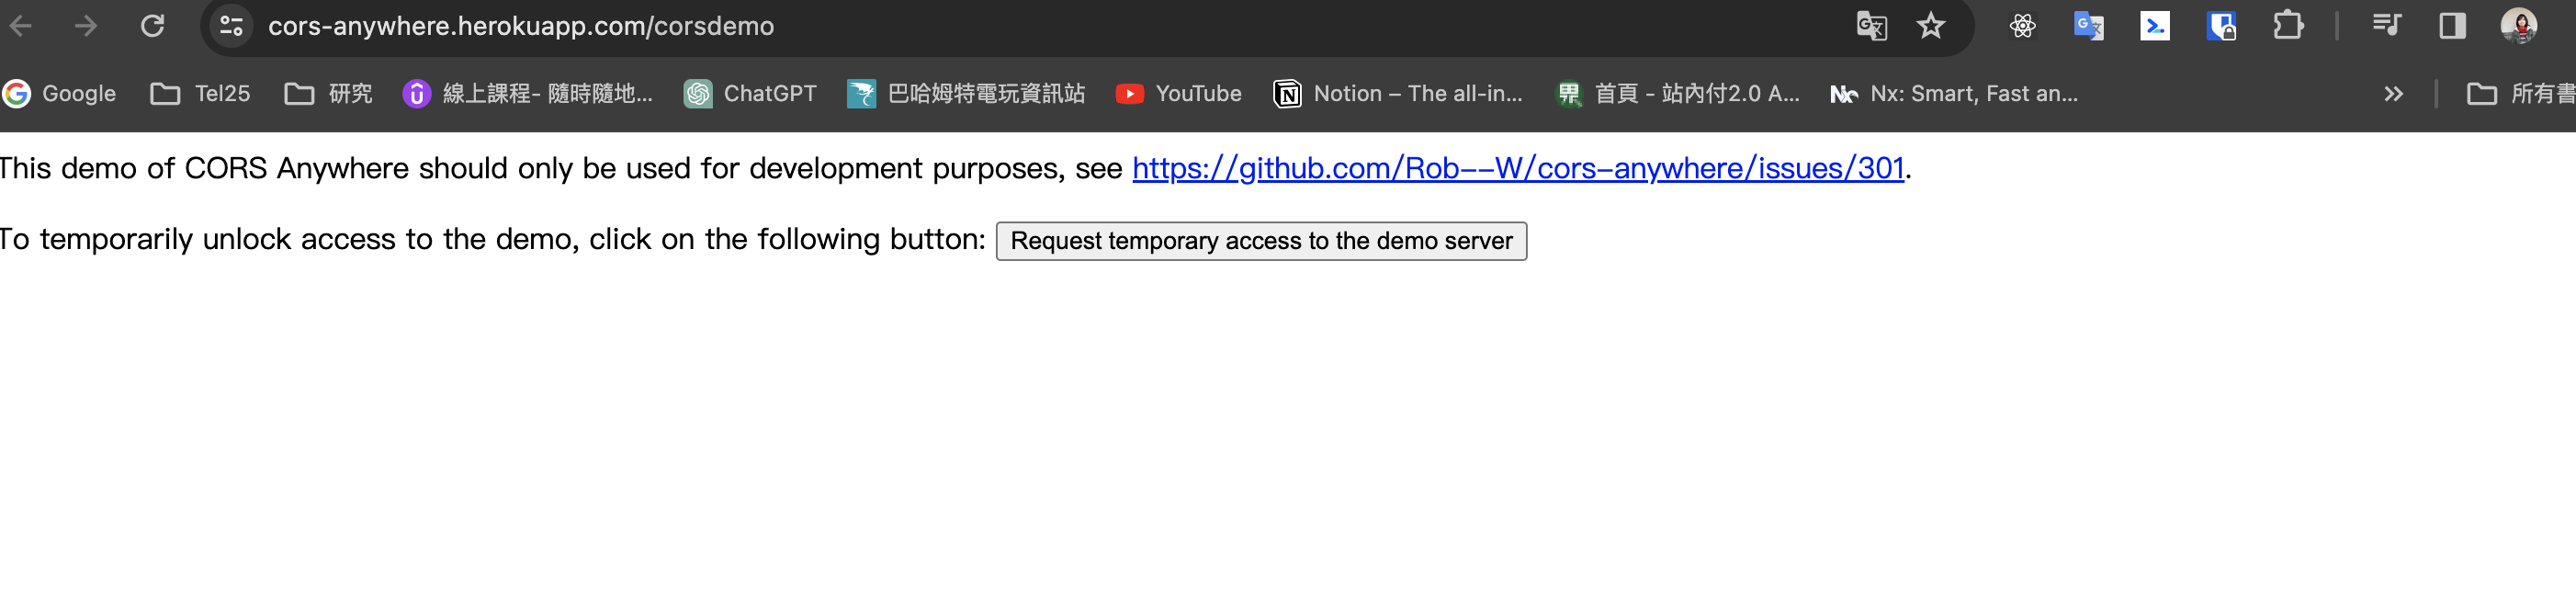 cors-anywhere.herokuapp.com/corsdemo
Google Tel25 研究 線上課程- 隨時隨地... ChatGPT 巴哈姆特電玩資訊站 YouTube Notion – The all-in... 首頁 - 站內付2.0 A... Nx: Smart, Fast an... » 所有書
This demo of CORS Anywhere should only be used for development purposes, see https://github.com/Rob--W/cors-anywhere/issues/301.
To temporarily unlock access to the demo, click on the following button: Request temporary access to the demo server